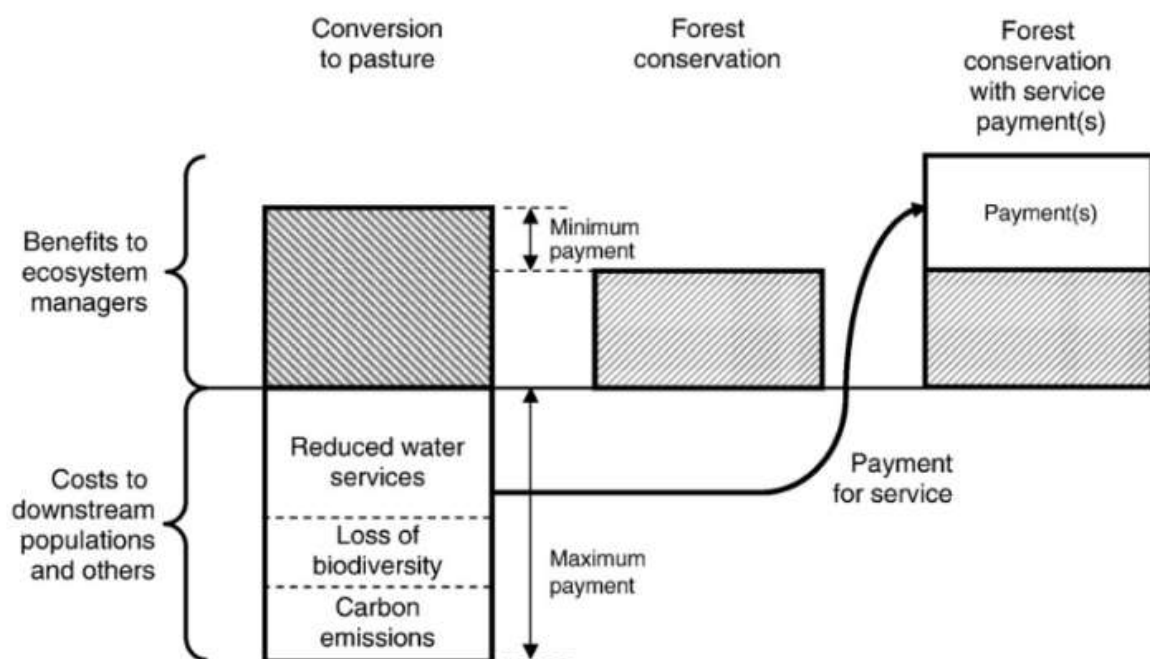 Conversion
to pasture
Forest
conservation
Forest
conservation
with service
payment(s)
Benefits to
ecosystem
managers
Minimum
payment
Payment(s)
Costs to
downstream
populations
and others
Reduced water
services
Loss of
biodiversity
Carbon
emissions
Maximum
payment
Payment
for service